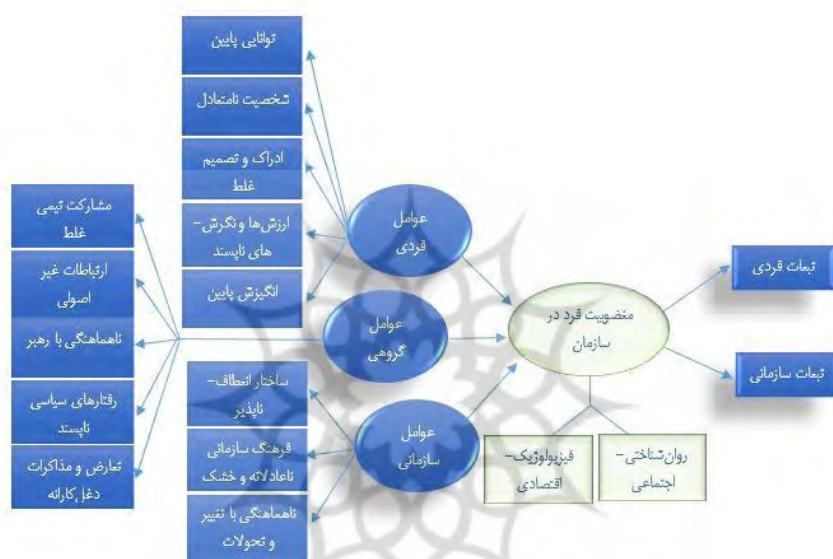 توانایی پایین
شخصیت نامتعادل
ادراک و تصمیم
غلط
ارزش‌ها و نگرش-
های ناپسند
انگیزش پایین
عوامل
فردی
مشارکت تیمی
غلط
ارتباطات غیر
اصولی
ناهماهنگی با رهبر
رفتارهای سیاسی
ناپسند
تعارض و مذاکرات
دغل‌کارانه
عوامل
گروهی
ساختار انعطاف-
ناپذیر
فرهنگ سازمانی
ناعادلانه و خشک
ناهماهنگی با تغییر
و تحولات
عوامل
سازمانی
مغضوبیت فرد در
سازمان
روان‌شناختی-
اجتماعی
فیزیولوژیک-
اقتصادی
تبعات فردی
تبعات سازمانی